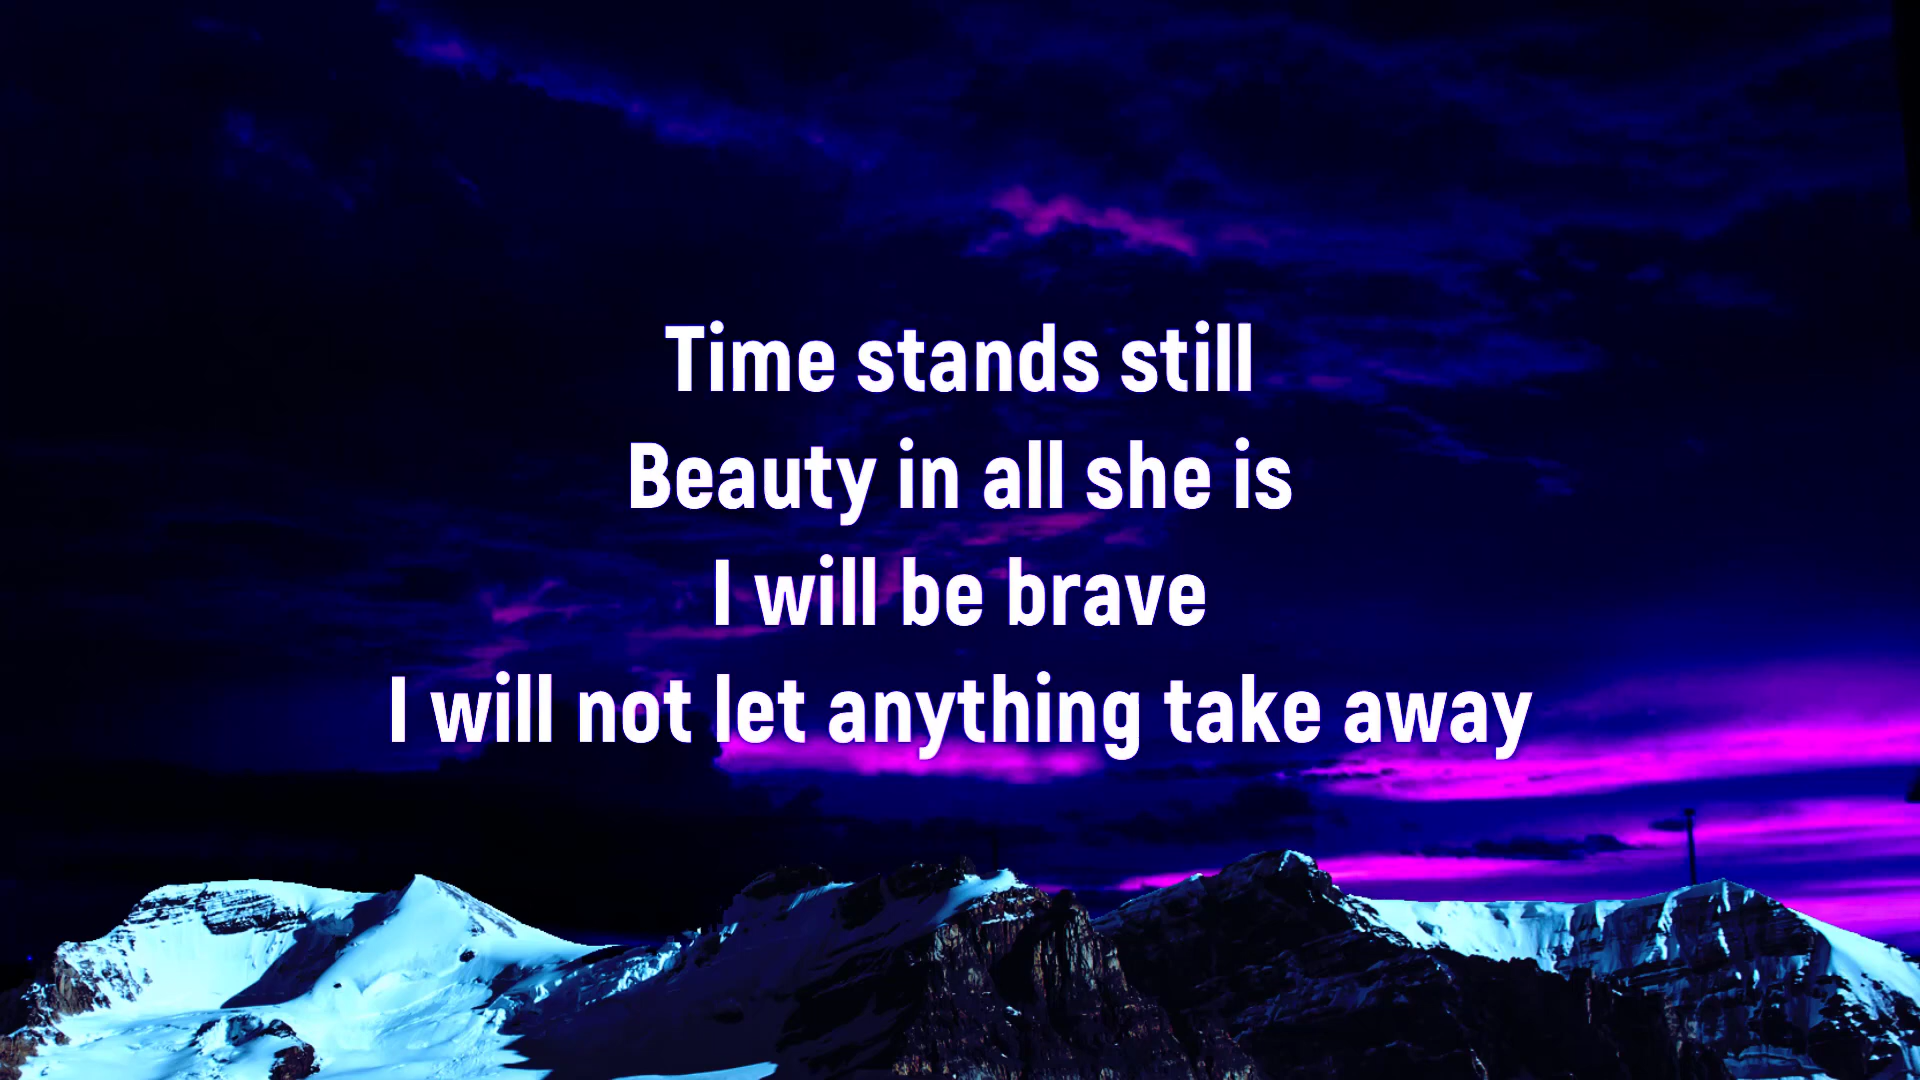 Time stands still
Beauty in all she is
I will be brave
I will not let anything take away